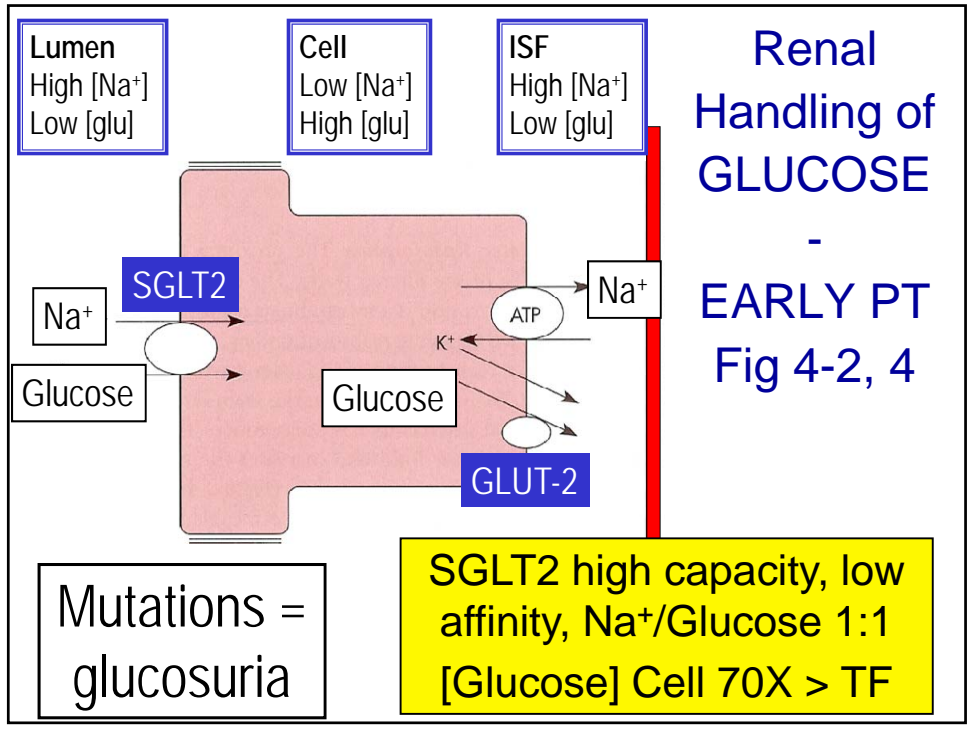 Lumen
High [Na⁺]
Low [glu]
Cell
Low [Na⁺]
High [glu]
ISF
High [Na⁺]
Low [glu]
Renal
Handling of
GLUCOSE
-
EARLY PT
Fig 4-2, 4
SGLT2
Na⁺
Glucose
ATP
Na⁺
K⁺
Glucose
GLUT-2
Mutations =
glucosuria
SGLT2 high capacity, low
affinity, Na⁺/Glucose 1:1
[Glucose] Cell 70X > TF